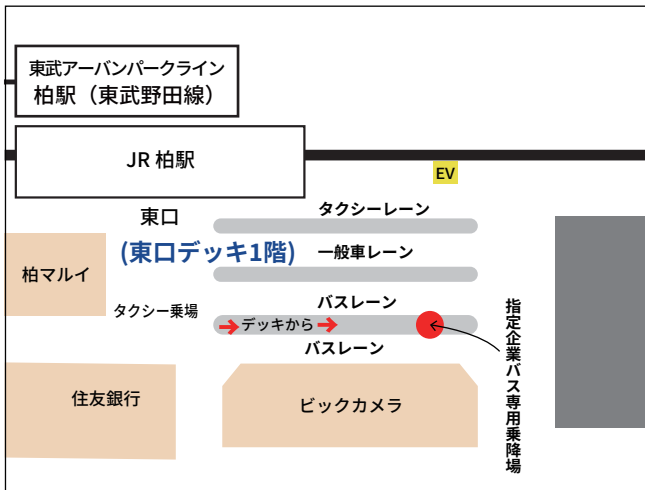 東武アーバンパークライン
柏駅（東武野田線）
JR 柏駅
EV
東口
タクシーレーン
(東口デッキ1階)
一般車レーン
柏マルイ
タクシー乗場
バスレーン
デッキから
バスレーン
指定企業バス専用乗降場
住友銀行
ビックカメラ